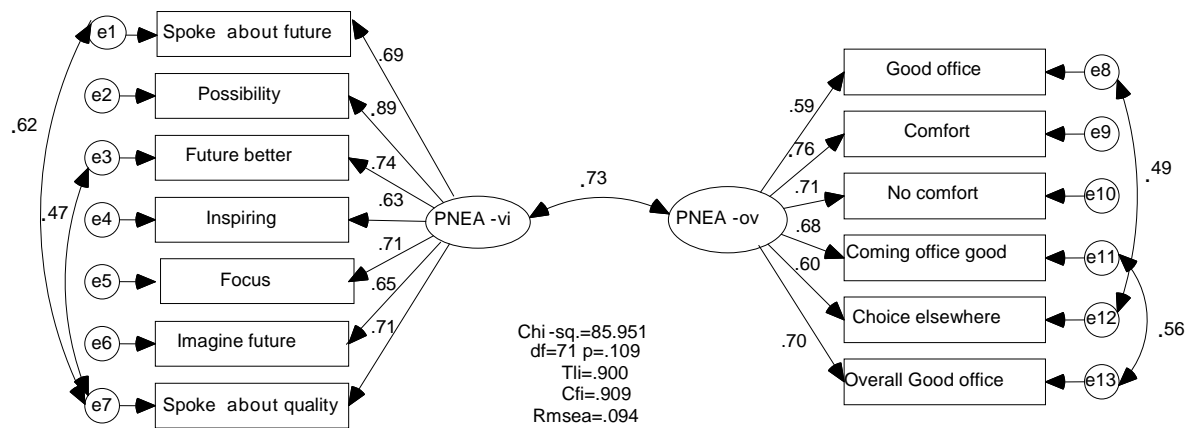 e1
Spoke about future
.69
e2
Possibility
.89
.62
e3
Future better
.74
.47
e4
Inspiring
.63
PNEA -vi
.73
e5
Focus
.71
e6
Imagine future
.65
e7
Spoke about quality
.71
Good office
e8
.59
Comfort
e9
.76
.49
No comfort
e10
.71
PNEA -ov
Coming office good
e11
.68
Choice elsewhere
e12
.60
.56
Overall Good office
e13
.70
Chi -sq.=85.951
df=71 p=.109
Tli=.900
Cfi=.909
Rmsea=.094